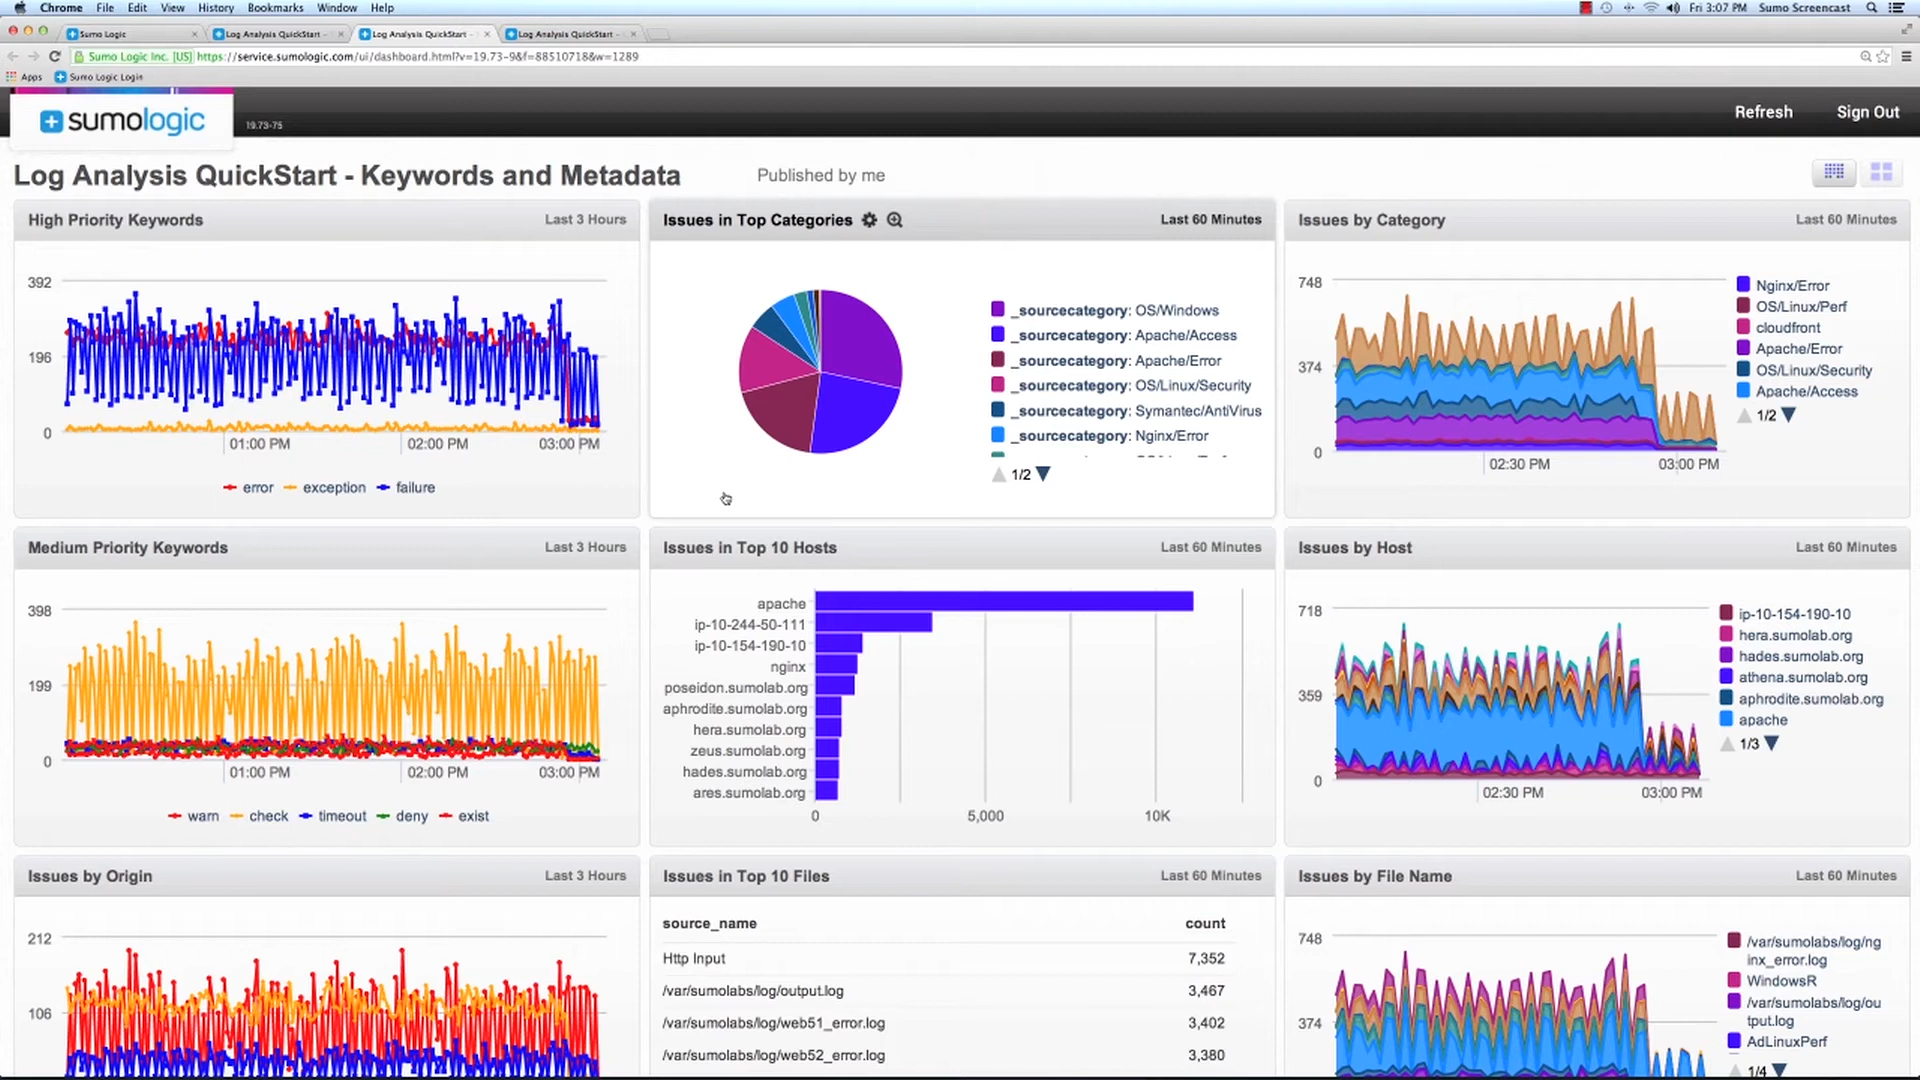 Chrome File Edit View History Bookmarks Window Help
Fri 3:07 PM Sumo Screencast
Sumo Logic
Log Analysis QuickStart -
Log Analysis QuickStart -
Log Analysis QuickStart -
Sumo Logic Inc. [US] https://service.sumologic.com/ui/dashboard.html?v=19.73-9&f=88510718&w=1289
Apps Sumo Logic Login
sumologic
19.73-75
Refresh Sign Out
Log Analysis QuickStart - Keywords and Metadata
Published by me
High Priority Keywords Last 3 Hours
392
196
0
01:00 PM 02:00 PM 03:00 PM
error exception failure
Issues in Top Categories Last 60 Minutes
_sourcecategory: OS/Windows
_sourcecategory: Apache/Access
_sourcecategory: Apache/Error
_sourcecategory: OS/Linux/Security
_sourcecategory: Symantec/AntiVirus
_sourcecategory: Nginx/Error
1/2
Issues by Category Last 60 Minutes
748
374
0
02:30 PM 03:00 PM
Nginx/Error
OS/Linux/Perf
cloudfront
Apache/Error
OS/Linux/Security
Apache/Access
1/2
Medium Priority Keywords Last 3 Hours
398
199
0
01:00 PM 02:00 PM 03:00 PM
warn check timeout deny exist
Issues in Top 10 Hosts Last 60 Minutes
apache
ip-10-244-50-111
ip-10-154-190-10
nginx
poseidon.sumolab.org
aphrodite.sumolab.org
hera.sumolab.org
zeus.sumolab.org
hades.sumolab.org
ares.sumolab.org
0 5,000 10K
Issues by Host Last 60 Minutes
718
359
0
02:30 PM 03:00 PM
ip-10-154-190-10
hera.sumolab.org
hades.sumolab.org
athena.sumolab.org
aphrodite.sumolab.org
apache
1/3
Issues by Origin Last 3 Hours
212
106
Issues in Top 10 Files Last 60 Minutes
source_name count
Http Input 7,352
/var/sumolabs/log/output.log 3,467
/var/sumolabs/log/web51_error.log 3,402
/var/sumolabs/log/web52_error.log 3,380
Issues by File Name Last 60 Minutes
748
374
/var/sumolabs/log/ng
inx_error.log
WindowsR
/var/sumolabs/log/ou
tput.log
AdLinuxPerf
1/4